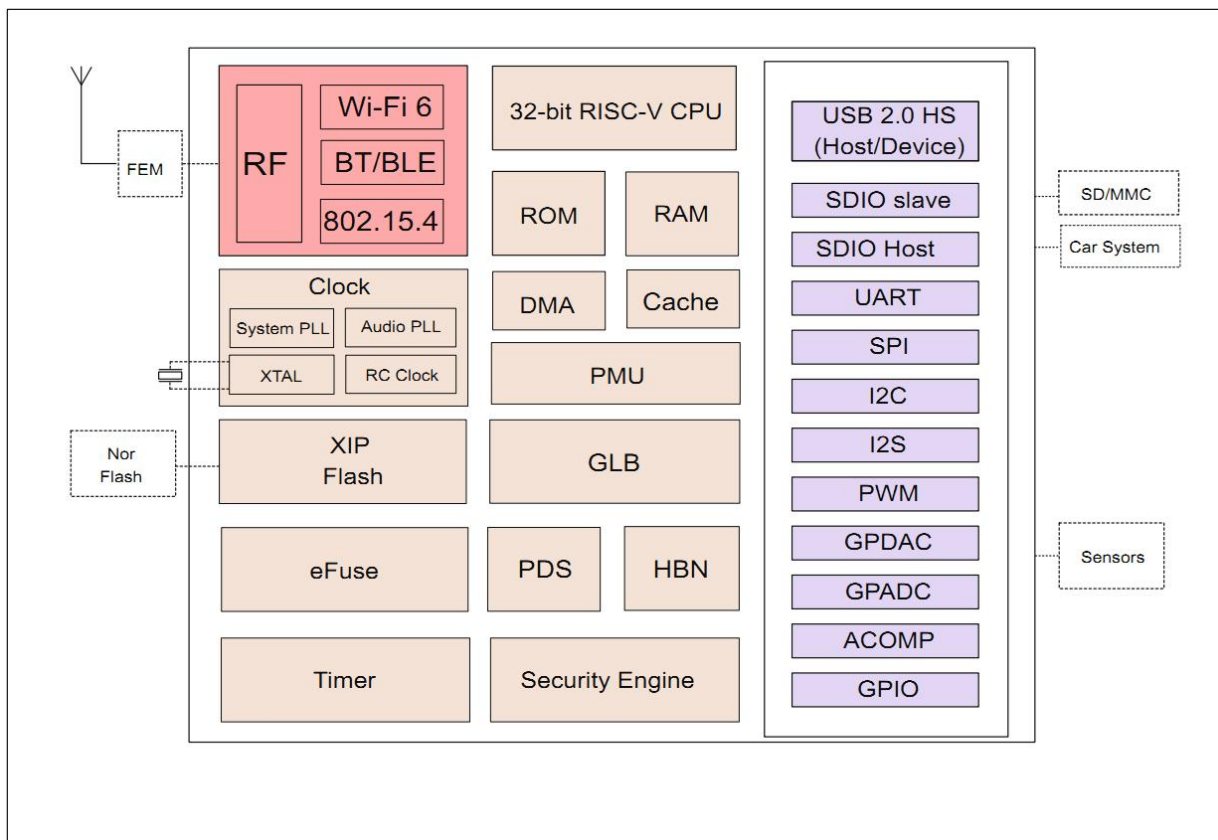 FEM
RF
Wi-Fi 6
BT/BLE
802.15.4
Clock
System PLL
Audio PLL
XTAL
RC Clock
Nor
Flash
XIP
Flash
eFuse
Timer
32-bit RISC-V CPU
ROM
RAM
DMA
Cache
PMU
GLB
PDS
HBN
Security Engine
USB 2.0 HS
(Host/Device)
SDIO slave
SDIO Host
UART
SPI
I2C
I2S
PWM
GPDAC
GPADC
ACOMP
GPIO
SD/MMC
Car System
Sensors